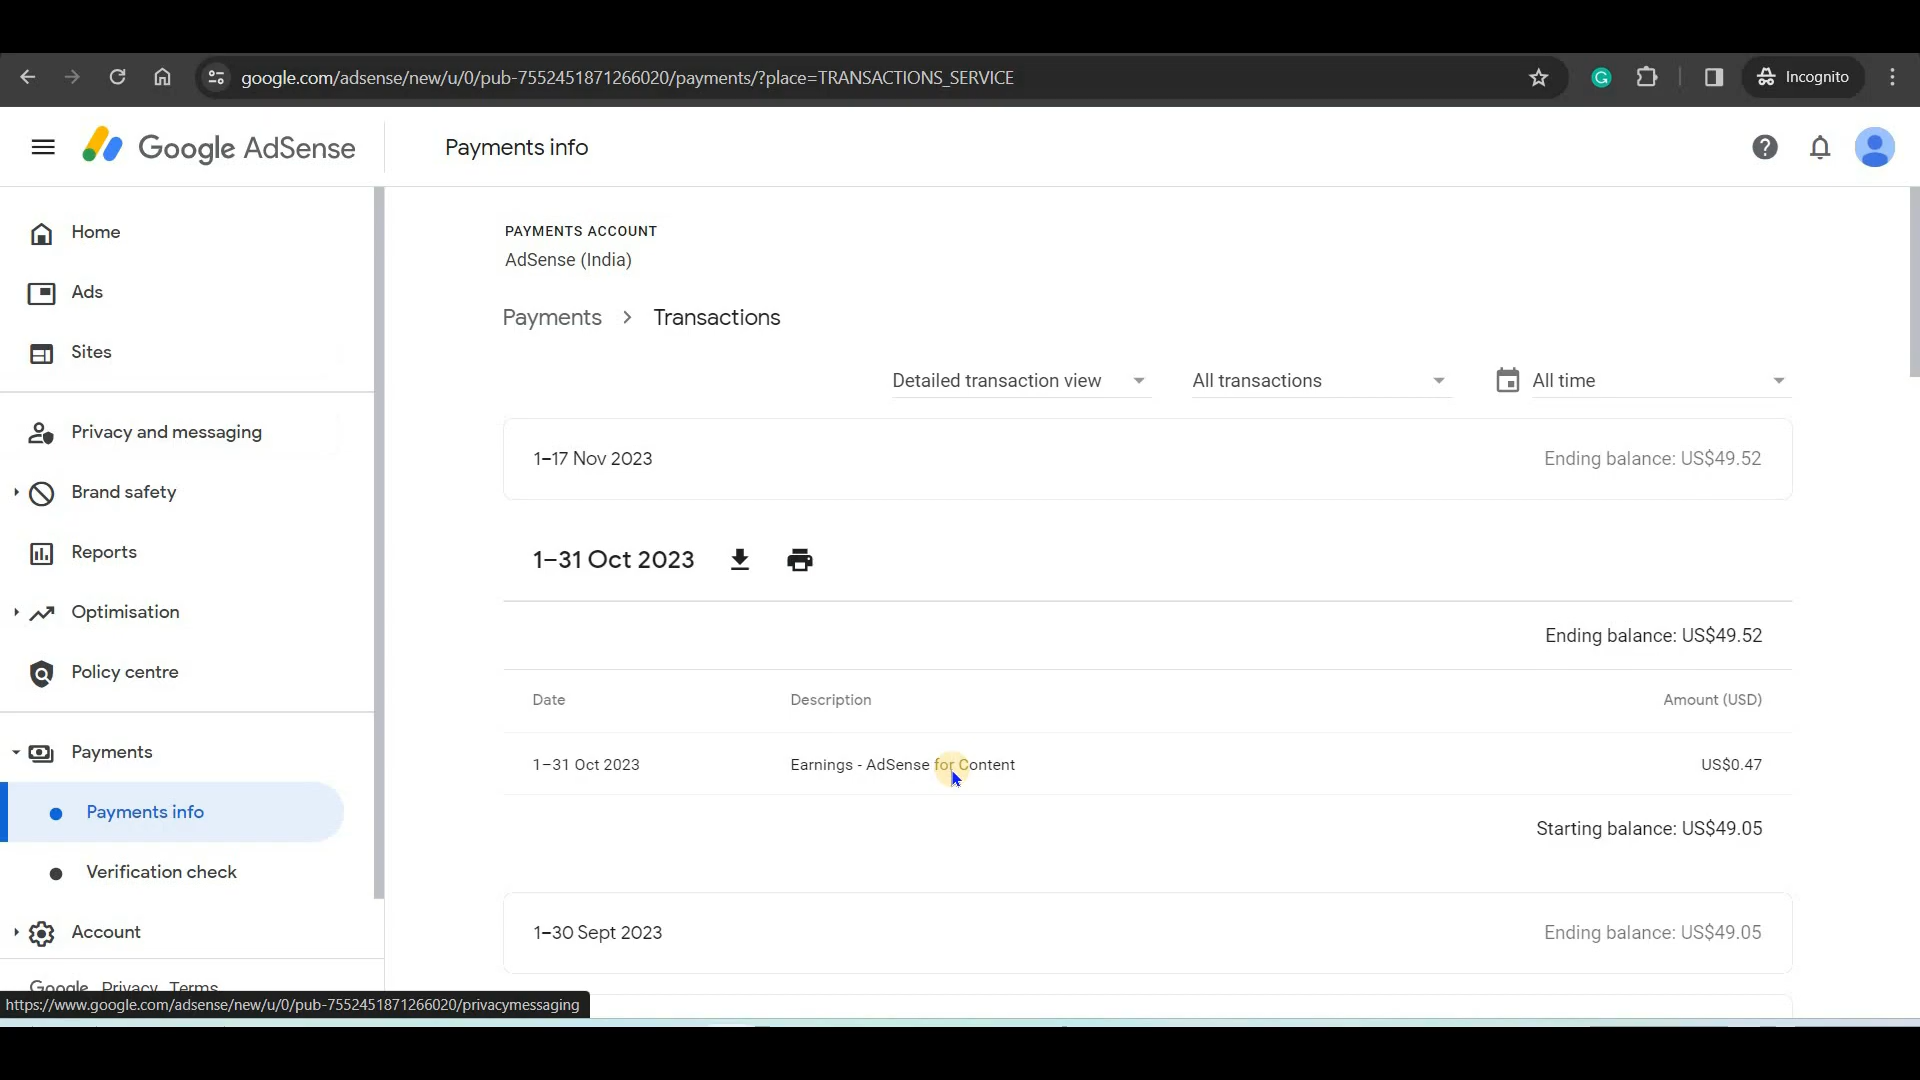 google.com/adsense/new/u/0/pub-7552451871266020/payments/?place=TRANSACTIONS_SERVICE
Incognito
Google AdSense
Payments info
Home
Ads
Sites
Privacy and messaging
Brand safety
Reports
Optimisation
Policy centre
Payments
Payments info
Verification check
Account
Google Privacy Terms
https://www.google.com/adsense/new/u/0/pub-7552451871266020/privacymessaging
PAYMENTS ACCOUNT
AdSense (India)
Payments > Transactions
Detailed transaction view All transactions All time
1–17 Nov 2023 Ending balance: US$49.52
1–31 Oct 2023
Ending balance: US$49.52
Date Description Amount (USD)
1–31 Oct 2023 Earnings - AdSense for Content US$0.47
Starting balance: US$49.05
1–30 Sept 2023 Ending balance: US$49.05